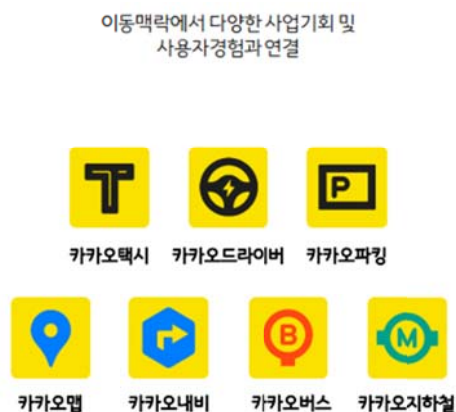 이동맥락에서 다양한 사업기회 및
사용자경험과 연결
T
P
카카오택시 카카오드라이버 카카오파킹
B
M
카카오맵 카카오내비 카카오버스 카카오지하철